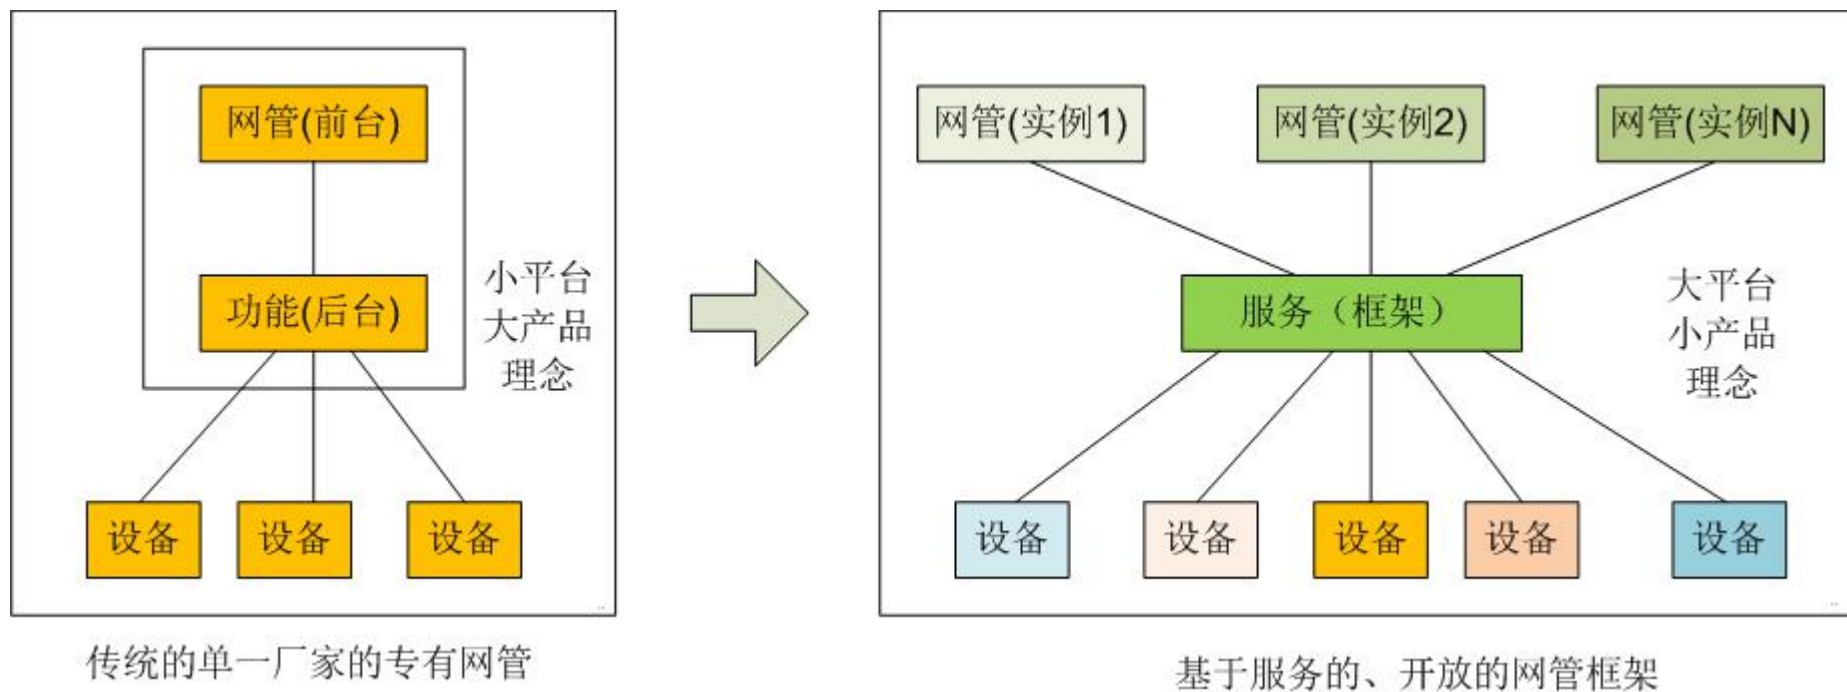 网管(前台)
功能(后台)
小平台
大产品
理念
设备
设备
设备
传统的单一厂家的专有网管
网管(实例1)
网管(实例2)
网管(实例N)
服务（框架）
大平台
小产品
理念
设备
设备
设备
设备
设备
基于服务的、开放的网管框架